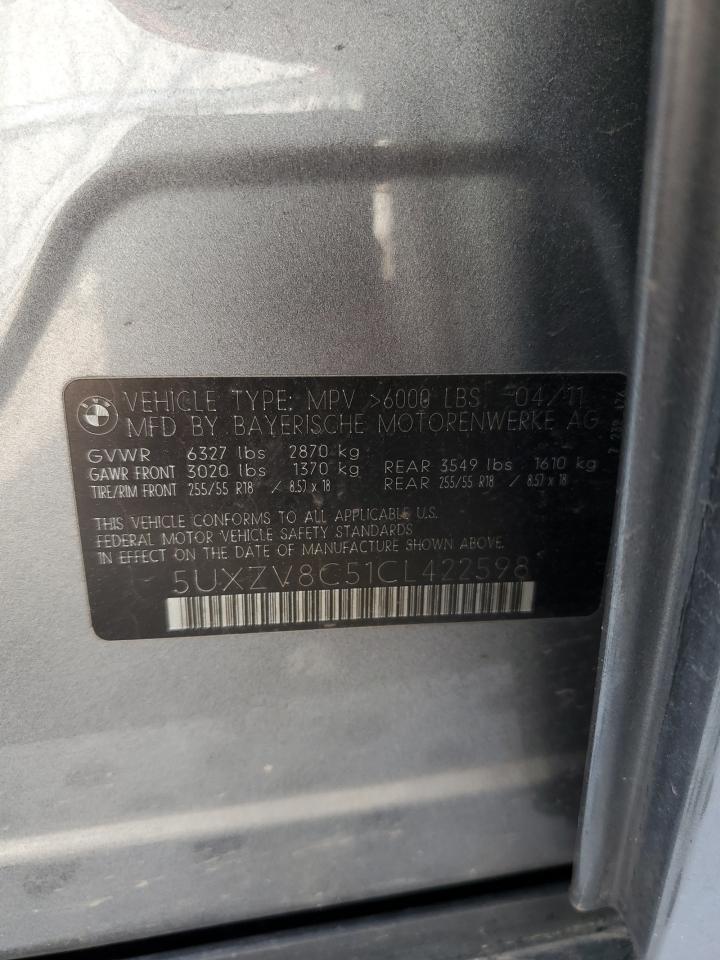 VEHICLE TYPE: MPV >6000 LBS 04/11
MFD BY BAYERISCHE MOTORENWERKE AG
GVWR 6327 lbs 2870 kg
GAWR FRONT 3020 lbs 1370 kg REAR 3549 lbs 1610 kg
TIRE/RIM FRONT 255/55 R18 / 8.5J x 18 REAR 255/55 R18 / 8.5J x 18
THIS VEHICLE CONFORMS TO ALL APPLICABLE U.S.
FEDERAL MOTOR VEHICLE SAFETY STANDARDS
IN EFFECT ON THE DATE OF MANUFACTURE SHOWN ABOVE.
5UXZV8C51CL422598